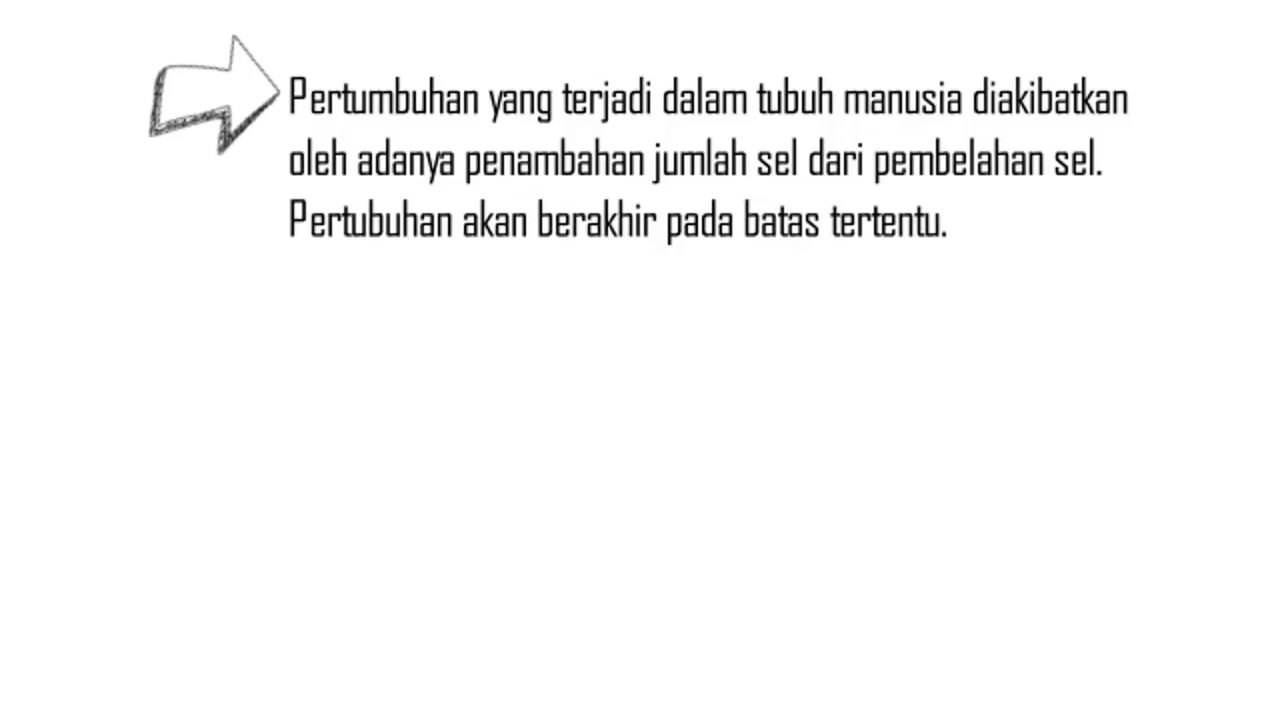 Pertumbuhan yang terjadi dalam tubuh manusia diakibatkan
oleh adanya penambahan jumlah sel dari pembelahan sel.
Pertubuhan akan berakhir pada batas tertentu.